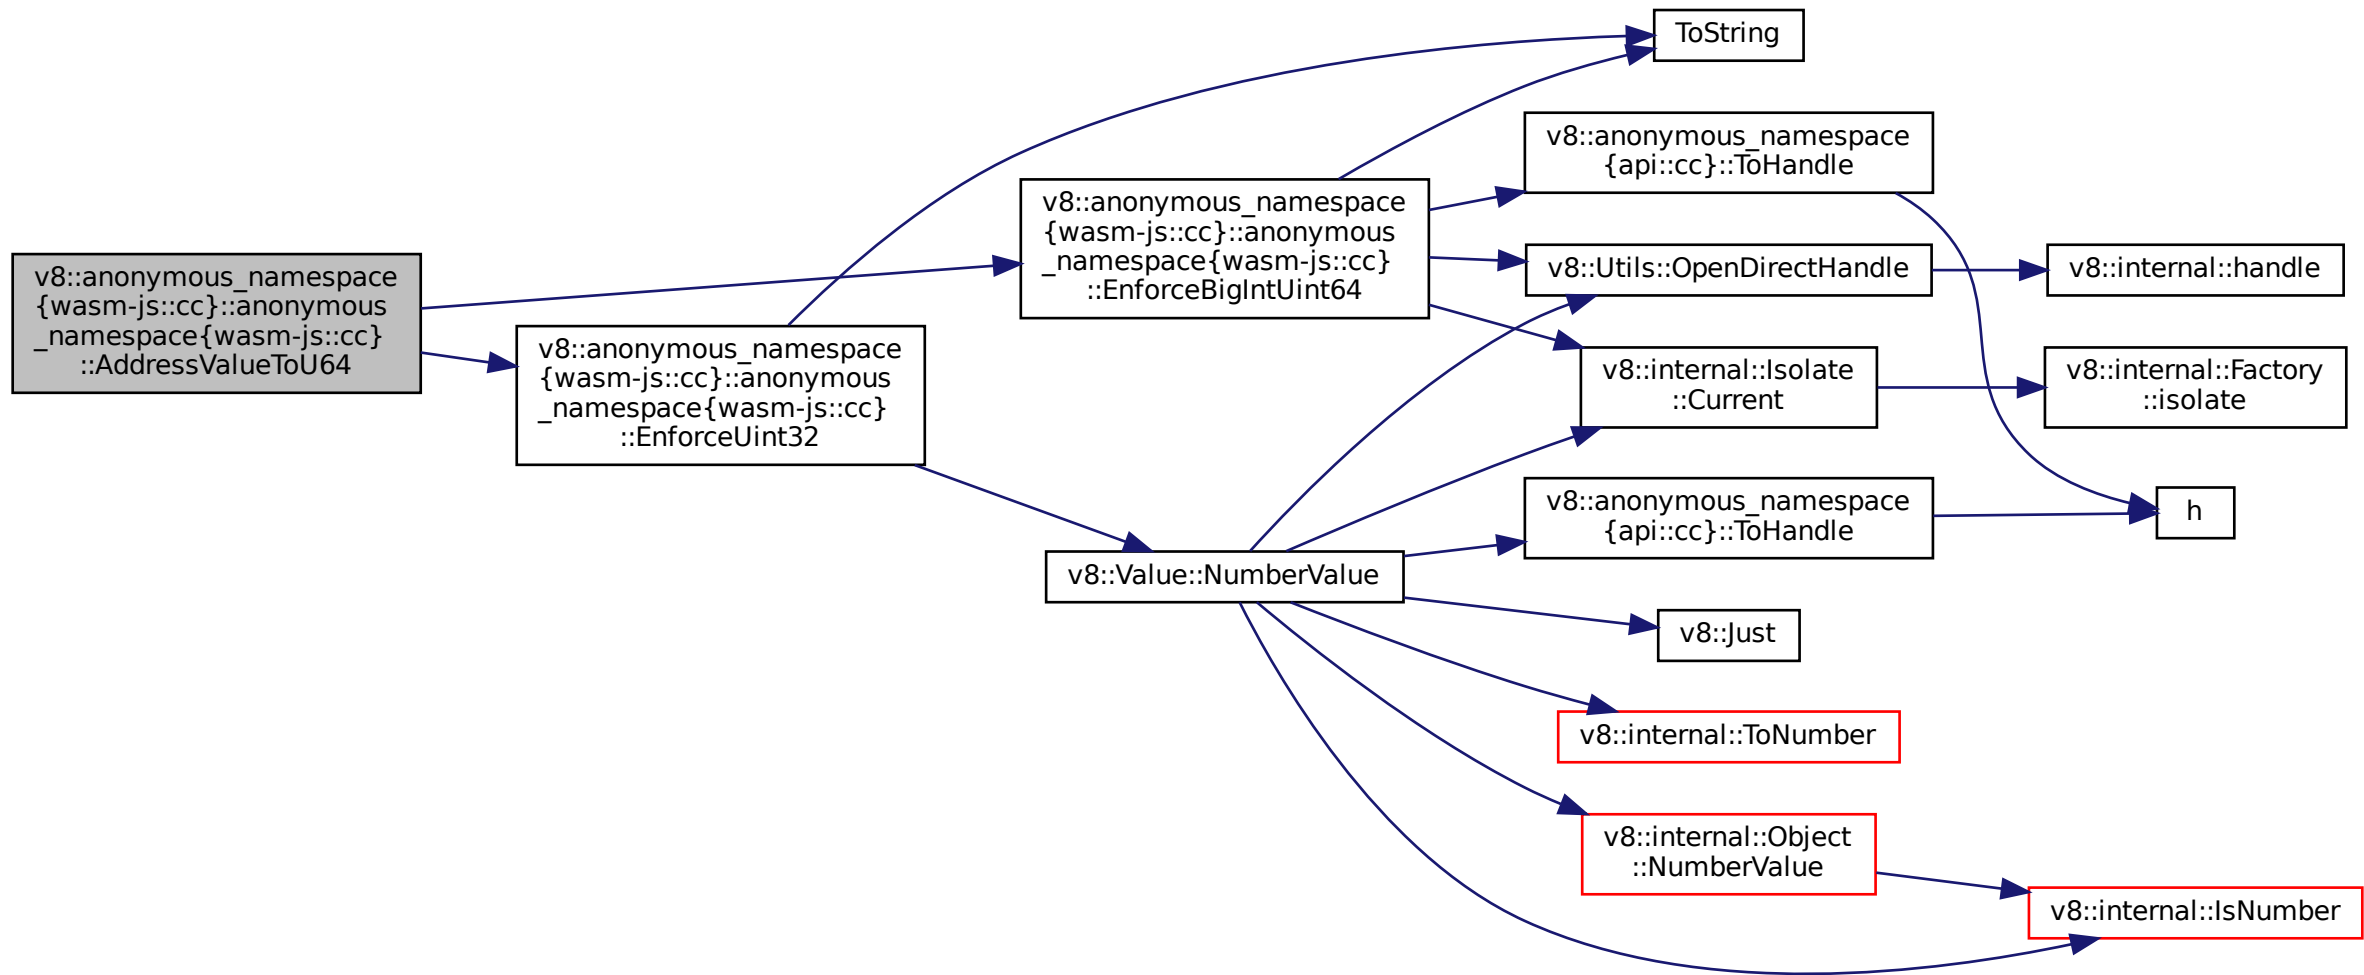 v8::anonymous_namespace
{wasm-js::cc}::anonymous
_namespace{wasm-js::cc}
::AddressValueToU64
v8::anonymous_namespace
{wasm-js::cc}::anonymous
_namespace{wasm-js::cc}
::EnforceUint32
v8::anonymous_namespace
{wasm-js::cc}::anonymous
_namespace{wasm-js::cc}
::EnforceBigIntUint64
v8::Value::NumberValue
ToString
v8::anonymous_namespace
{api::cc}::ToHandle
v8::Utils::OpenDirectHandle
v8::internal::Isolate
::Current
v8::anonymous_namespace
{api::cc}::ToHandle
v8::Just
v8::internal::ToNumber
v8::internal::Object
::NumberValue
v8::internal::handle
v8::internal::Factory
::isolate
h
v8::internal::IsNumber